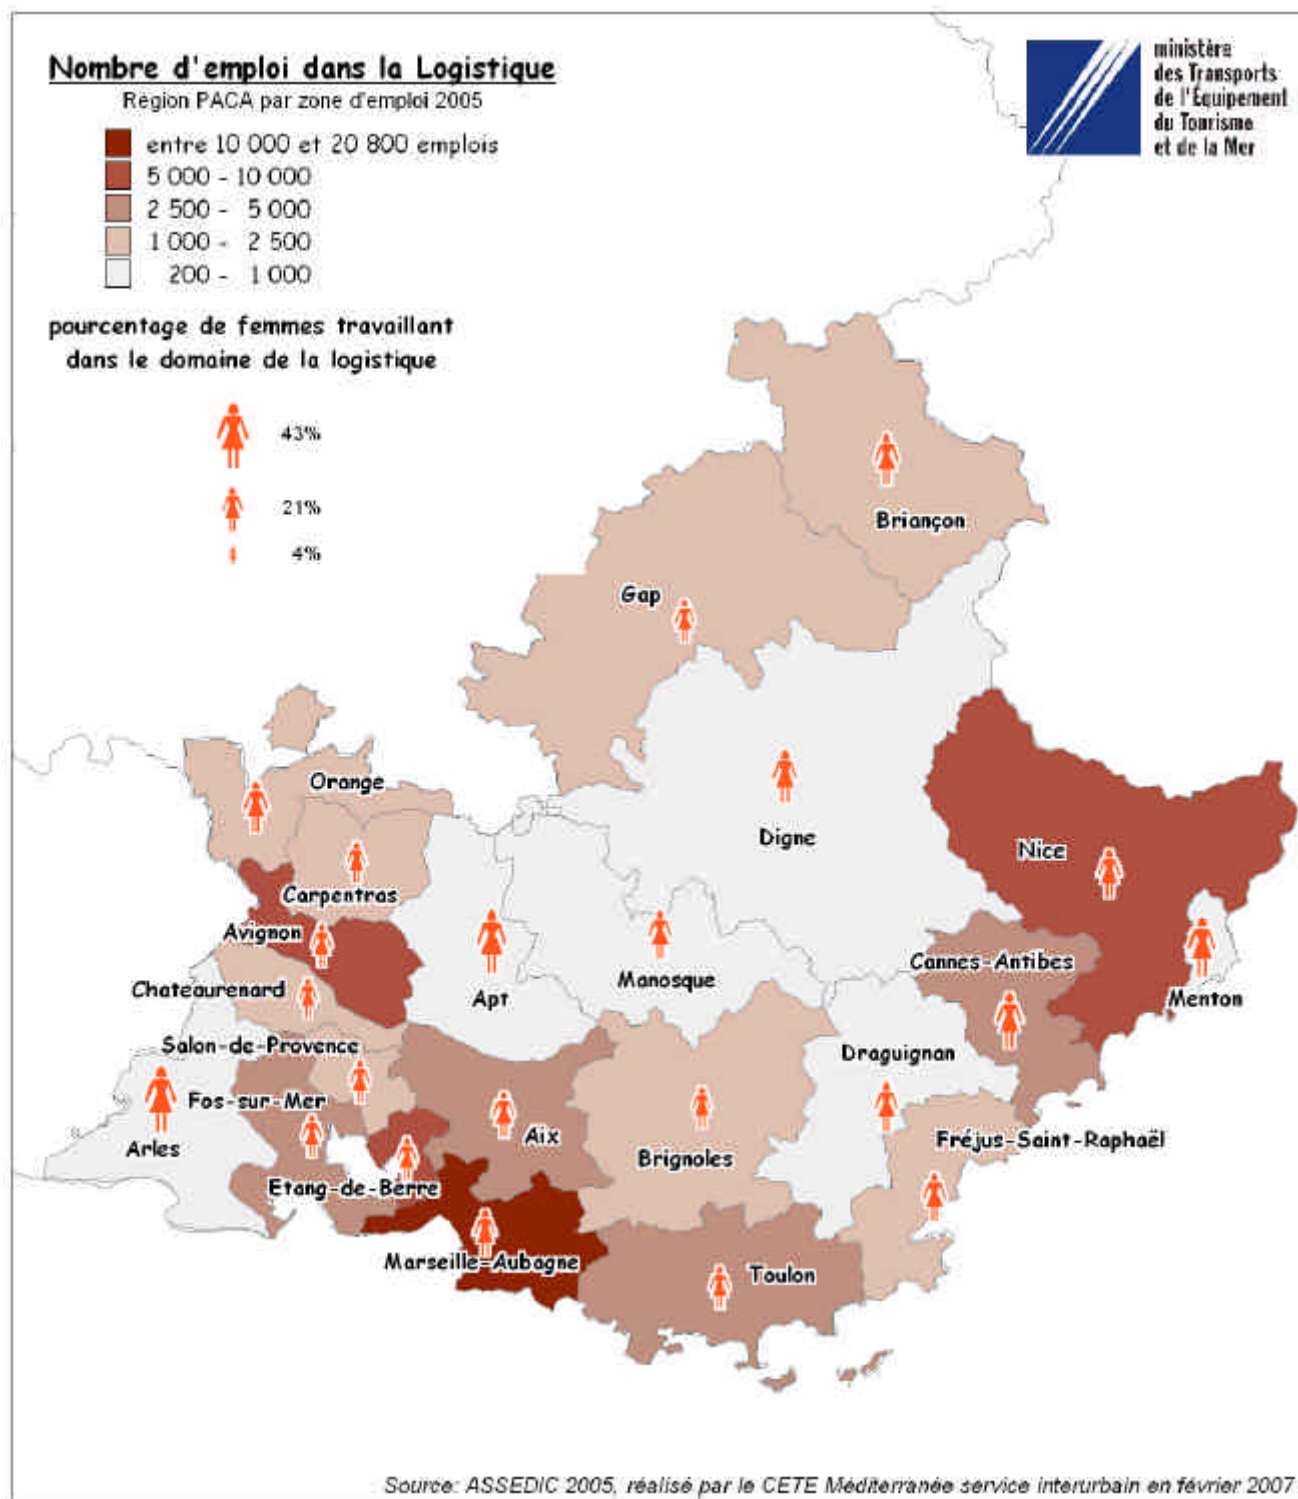 Nombre d'emploi dans la Logistique
Région PACA par zone d'emploi 2005
entre 10 000 et 20 800 emplois
5 000 - 10 000
2 500 - 5 000
1 000 - 2 500
200 - 1 000
pourcentage de femmes travaillant
dans le domaine de la logistique
43%
21%
4%
ministère
des Transports
de l'Équipement
du Tourisme
et de la Mer
Briançon
Gap
Orange
Digne
Nice
Carpentras
Avignon
Cannes-Antibes
Manosque
Chateaurenard
Apt
Menton
Salon-de-Provence
Draguignan
Fos-sur-Mer
Aix
Fréjus-Saint-Raphaël
Arles
Brignoles
Etang-de-Berre
Marseille-Aubagne
Toulon
Source: ASSEDIC 2005, réalisé par le CETE Méditerranée service interurbain en février 2007